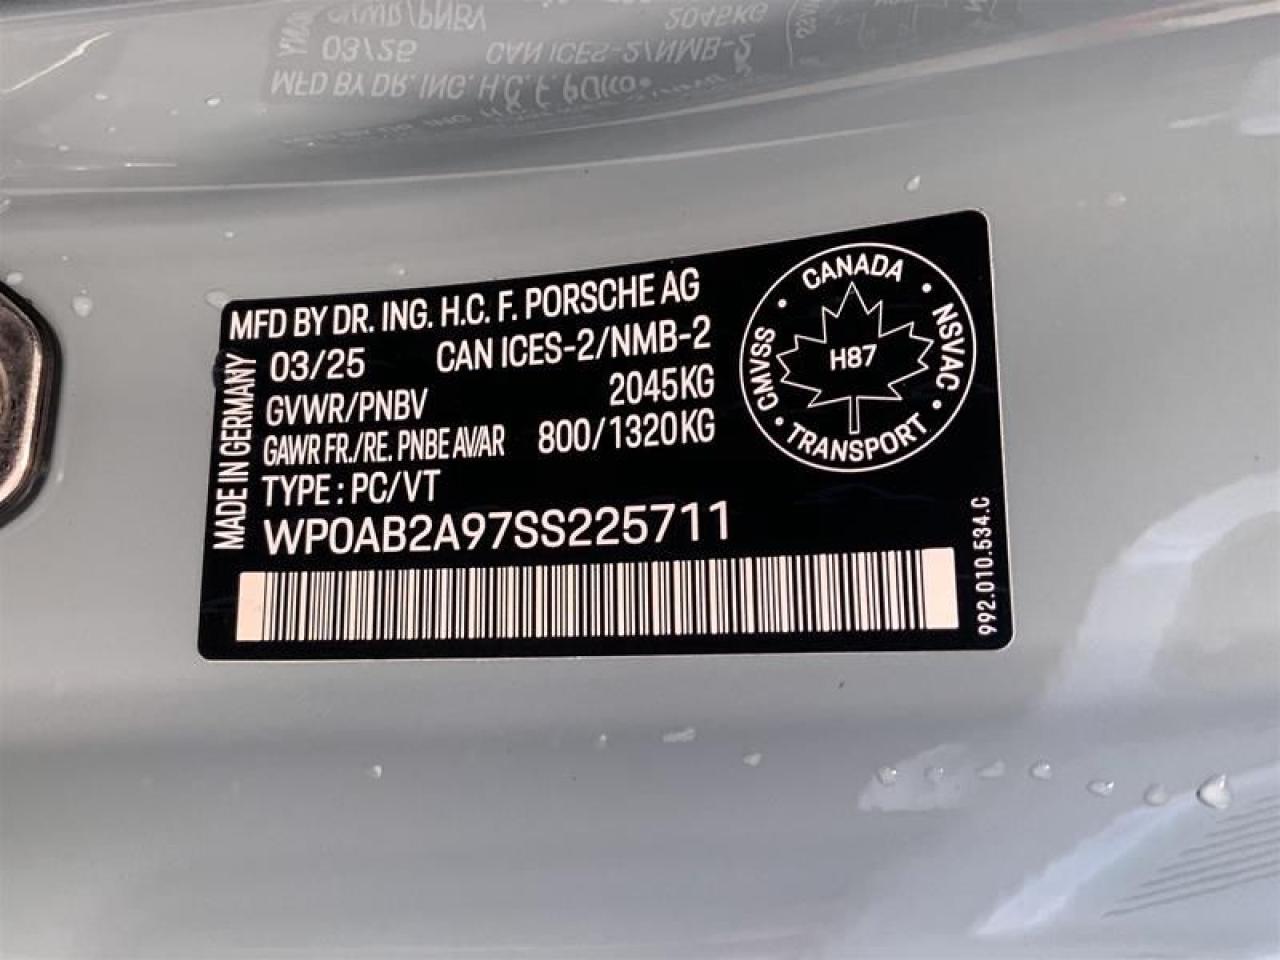 MFD BY DR. ING. H.C. F. PORSCHE AG
03/25 CAN ICES-2/NMB-2
GVWR/PNBV 2045KG
GAWR FR./RE. PNBE AV/AR 800/1320KG
TYPE : PC/VT
WP0AB2A97SS225711
MADE IN GERMANY
CANADA
CMVSS
NSVAC
H87
TRANSPORT
992.010.534.C